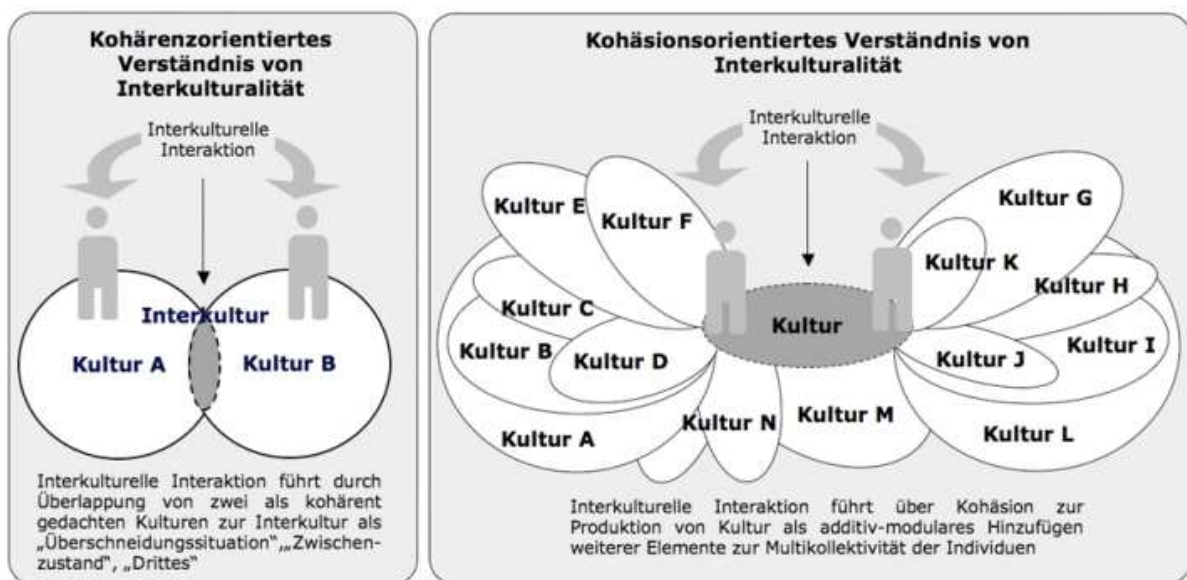 Kohärenzorientiertes
Verständnis von
Interkulturalität
Interkulturelle
Interaktion
Interkultur
Kultur A
Kultur B
Interkulturelle Interaktion führt durch
Überlappung von zwei als kohärent
gedachten Kulturen zur Interkultur als
„Überschneidungssituation“,„Zwischen-
zustand“, „Drittes“
Kohäsionsorientiertes Verständnis von
Interkulturalität
Interkulturelle
Interaktion
Kultur E
Kultur F
Kultur G
Kultur K
Kultur H
Kultur C
Kultur
Kultur B
Kultur D
Kultur J
Kultur I
Kultur A
Kultur N
Kultur M
Kultur L
Interkulturelle Interaktion führt über Kohäsion zur
Produktion von Kultur als additiv-modulares Hinzufügen
weiterer Elemente zur Multikollektivität der Individuen